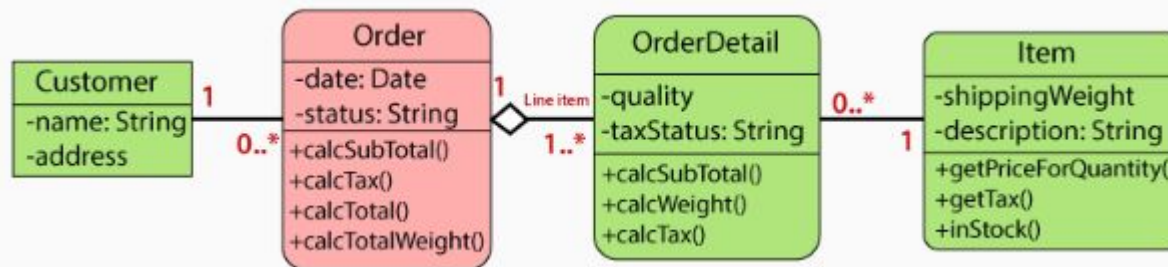 Customer
-name: String
-address
1
0..*
Order
-date: Date
-status: String
+calcSubTotal()
+calcTax()
+calcTotal()
+calcTotalWeight()
1
Line item
1..*
OrderDetail
-quality
-taxStatus: String
+calcSubTotal()
+calcWeight()
+calcTax()
0..*
1
Item
-shippingWeight
-description: String
+getPriceForQuantity(
+getTax()
+inStock()